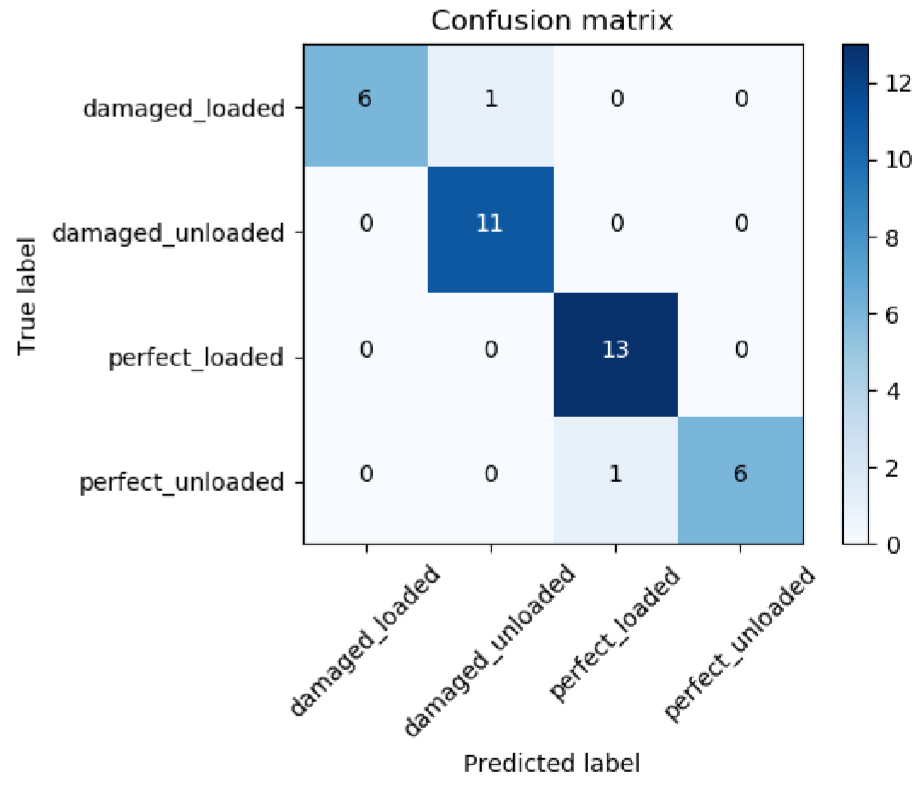 Confusion matrix
True label
damaged_loaded 6 1 0 0
damaged_unloaded 0 11 0 0
perfect_loaded 0 0 13 0
perfect_unloaded 0 0 1 6
damaged_loaded damaged_unloaded perfect_loaded perfect_unloaded
Predicted label
12
10
8
6
4
2
0